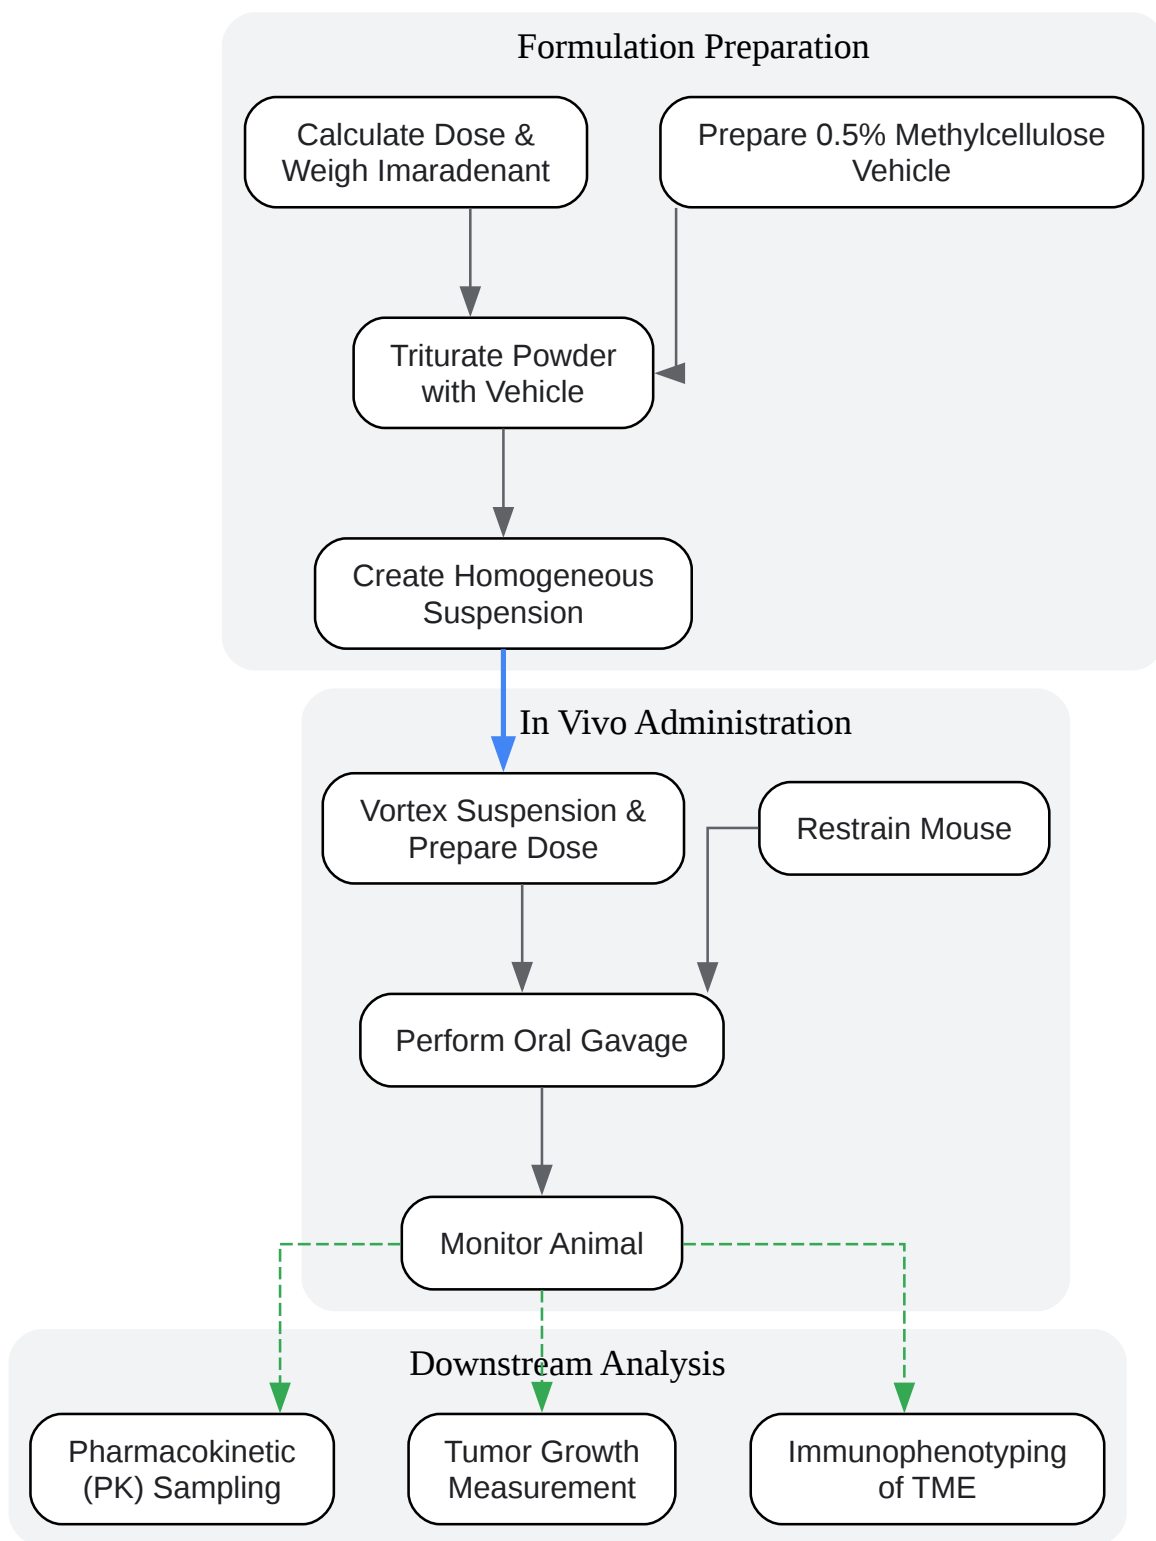 Formulation Preparation
Calculate Dose &
Weigh Imaradenant
Prepare 0.5% Methylcellulose
Vehicle
Triturate Powder
with Vehicle
Create Homogeneous
Suspension
In Vivo Administration
Vortex Suspension &
Prepare Dose
Restrain Mouse
Perform Oral Gavage
Monitor Animal
Downstream Analysis
Pharmacokinetic
(PK) Sampling
Tumor Growth
Measurement
Immunophenotyping
of TME